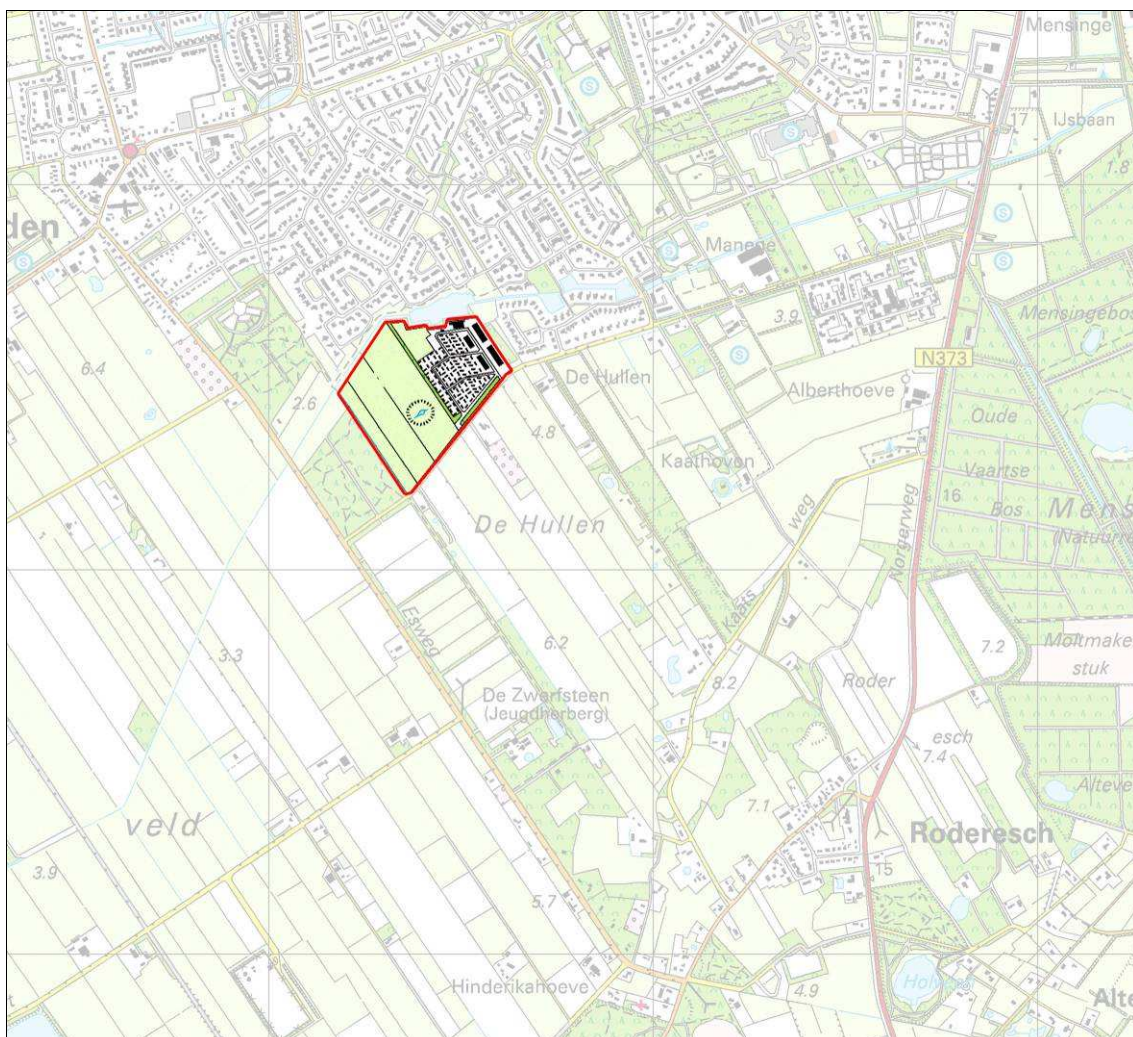 Mensinge
17
IJsbaan
S
1.8
S
den
Manege
S
S
S
S
3.9
Mensingebos
S
6.4
N373
De Hullen
Alberthoeve
2.6
Oude
4.8
Kaathoven
Vaartse
weg
16
Bos
Mens
De Hullen
Norgerweg
(Natuurre
Kaats
Esweg
6.2
7.2
Moltmake
stuk
3.3
8.2
Roder
De Zwerfsteen
(Jeugdherberg)
esch
7.4
Alteve
7.1
veld
Roderesch
3.9
15
5.7
Hinderikahoeve
4.9
Alte